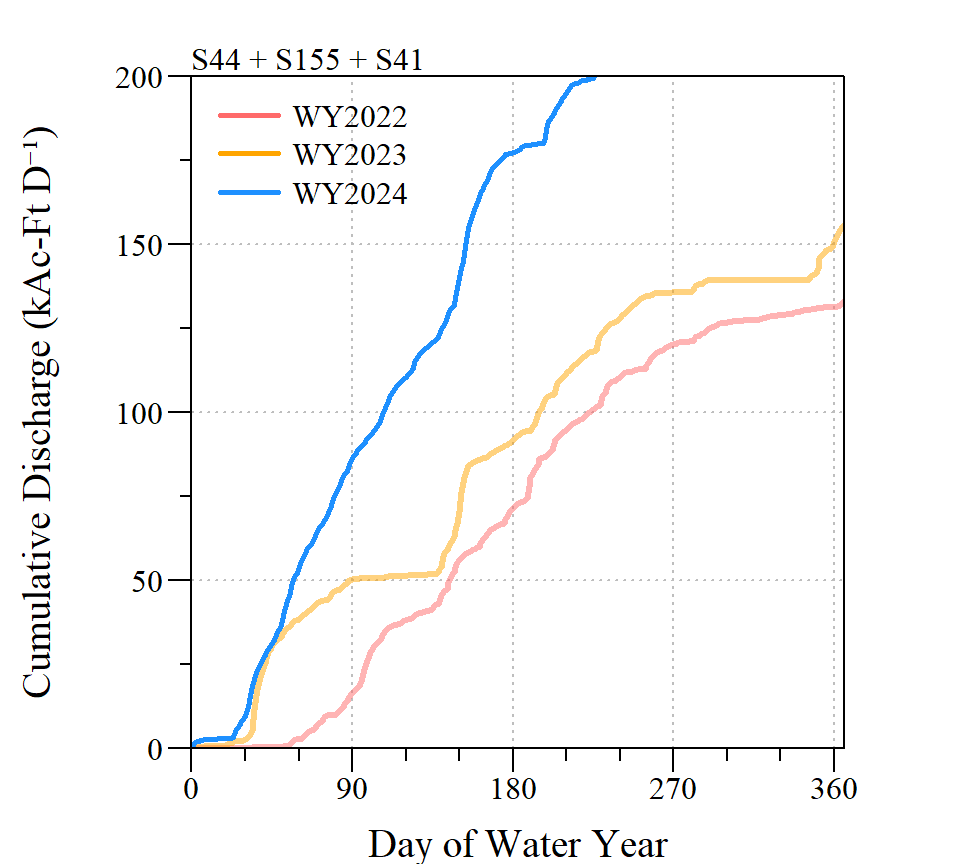 S44 + S155 + S41
200
150
100
50
0
WY2022
WY2023
WY2024
Cumulative Discharge (kAc-Ft D⁻¹)
0 90 180 270 360
Day of Water Year